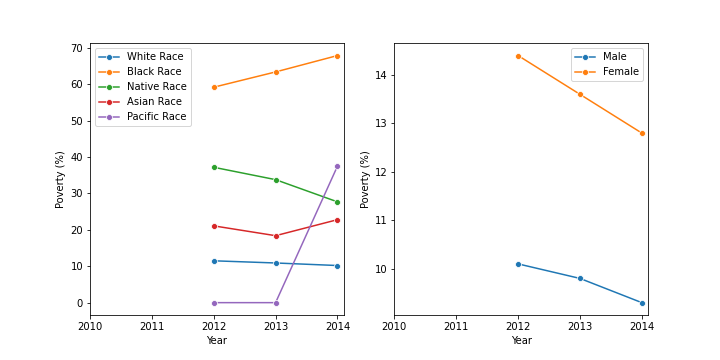 70
60
50
40
30
20
10
0
Poverty (%)
White Race
Black Race
Native Race
Asian Race
Pacific Race
2010 2011 2012 2013 2014
Year
14
13
12
11
10
Poverty (%)
Male
Female
2010 2011 2012 2013 2014
Year